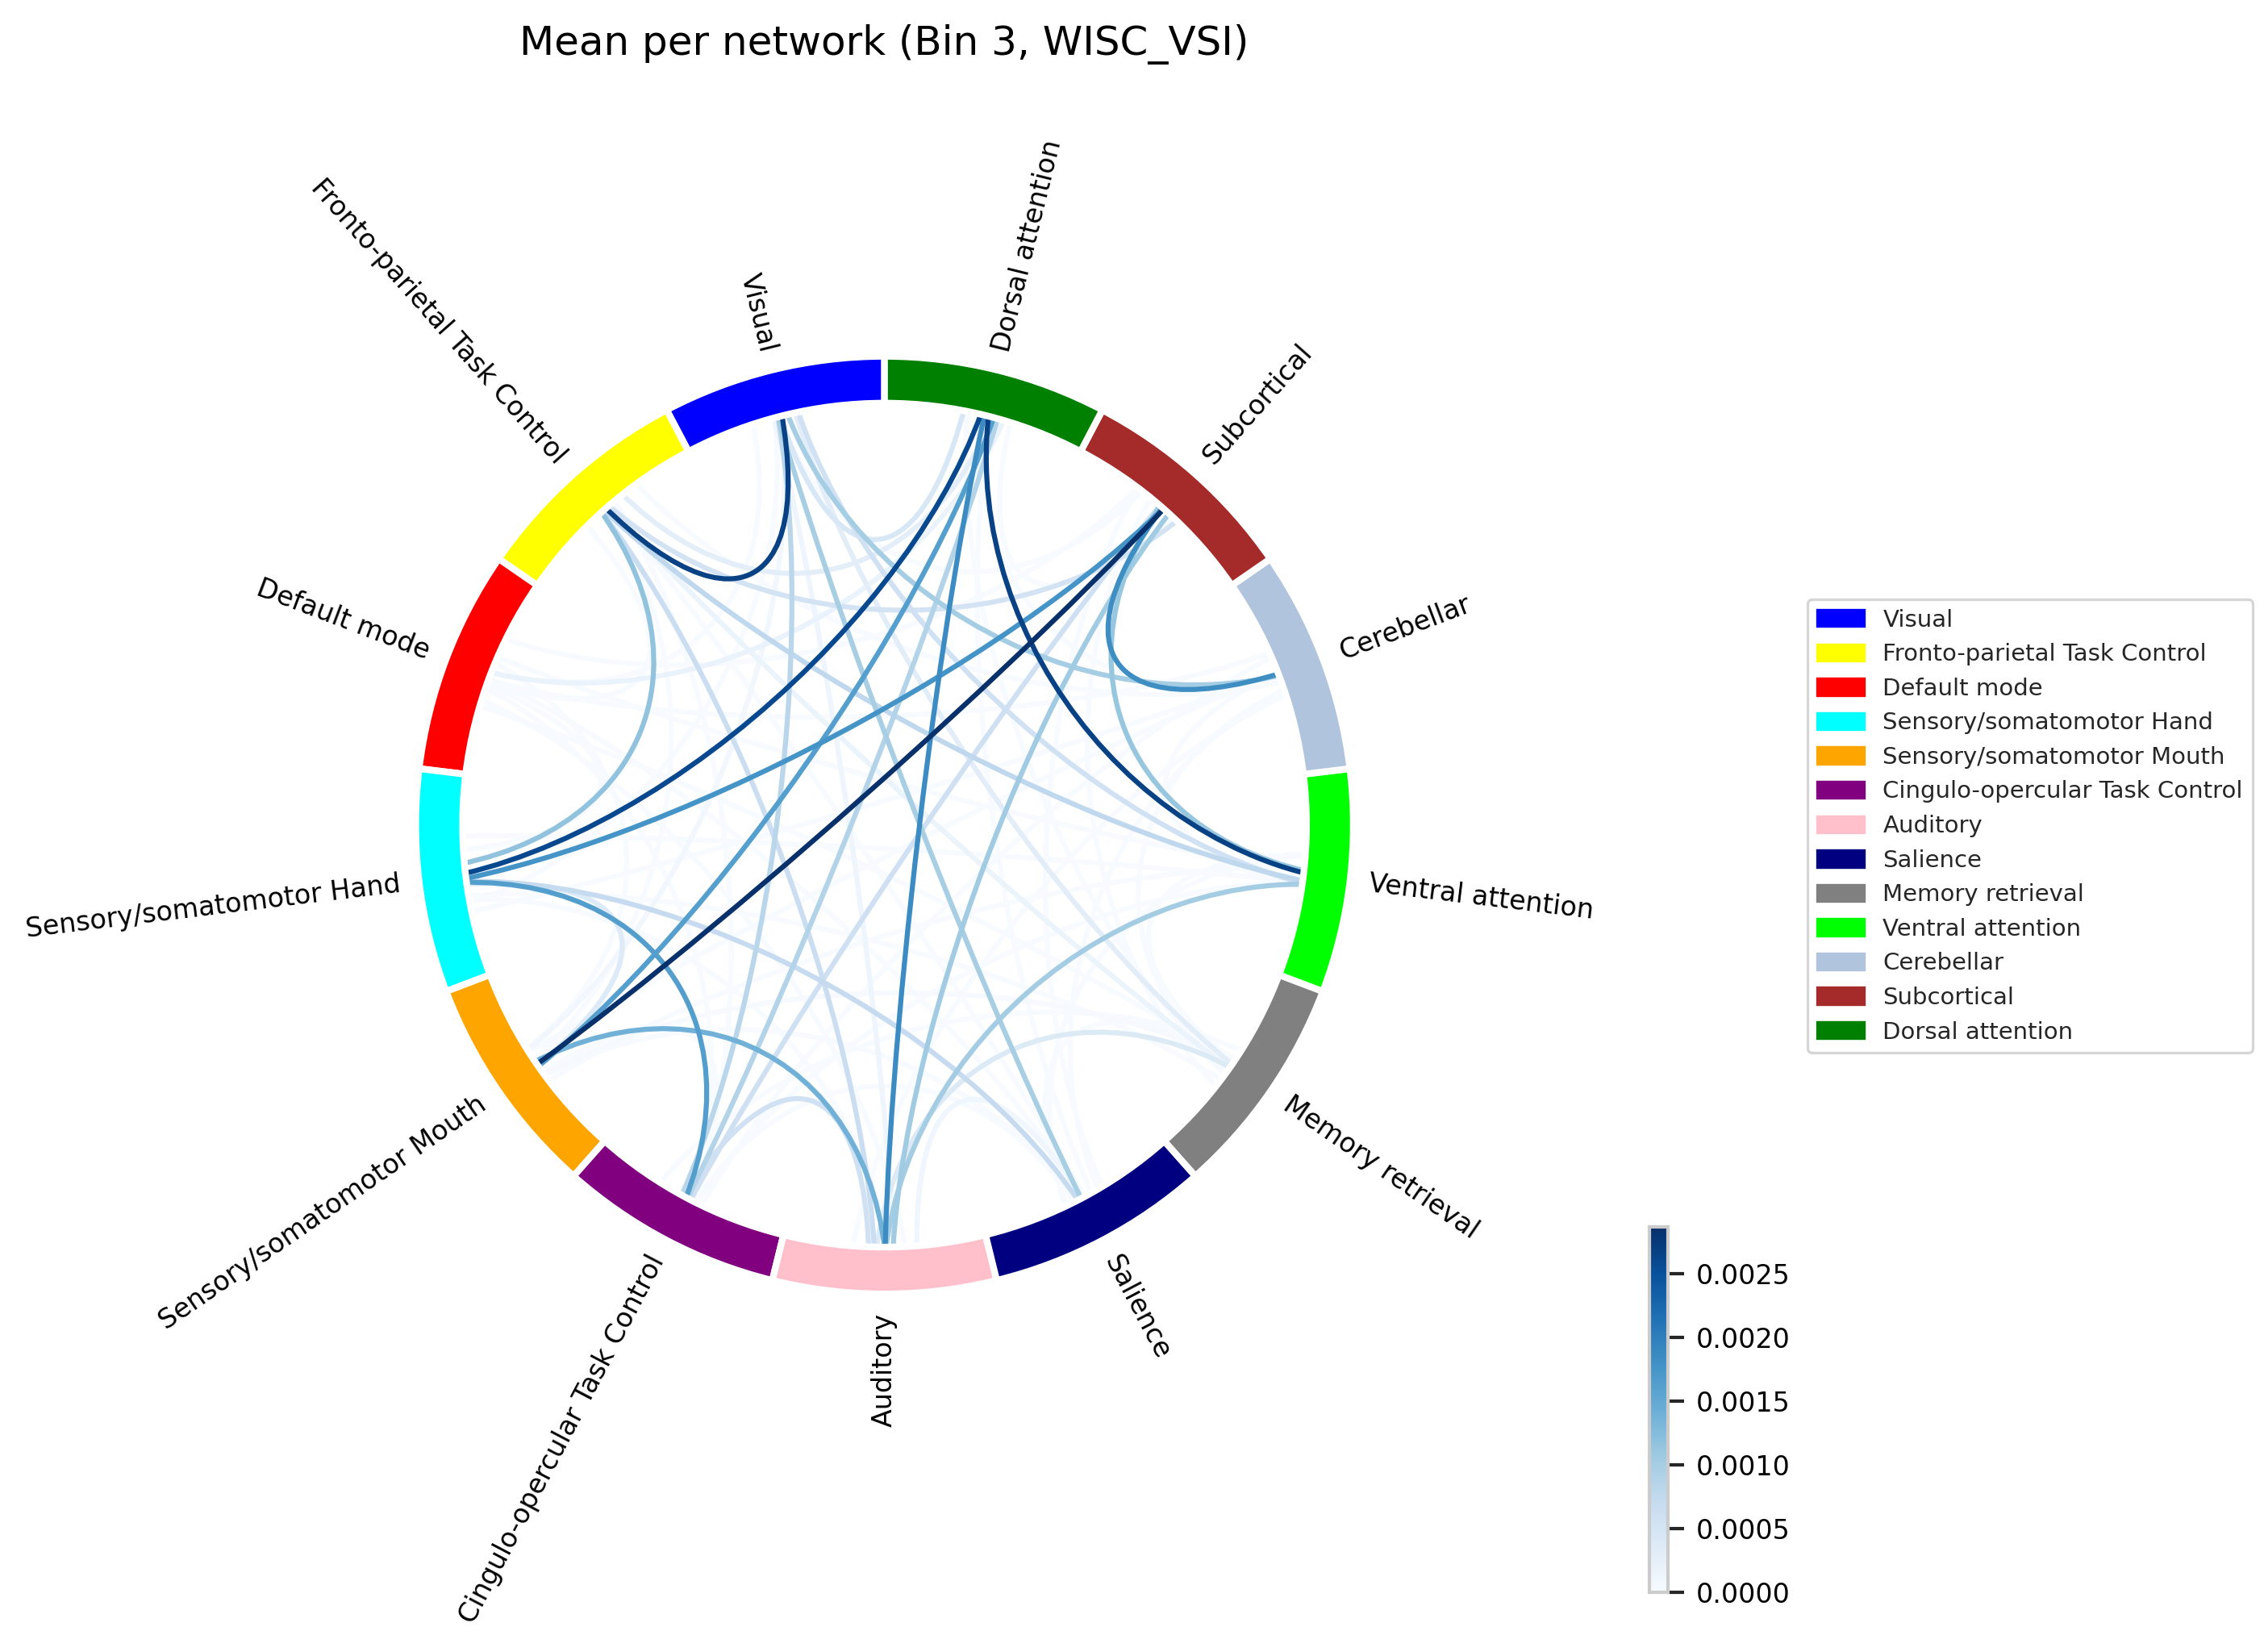 Mean per network (Bin 3, WISC_VSI)
Visual
Dorsal attention
Fronto-parietal Task Control
Subcortical
Default mode
Cerebellar
Sensory/somatomotor Hand
Ventral attention
Sensory/somatomotor Mouth
Memory retrieval
Cingulo-opercular Task Control
Auditory
Salience
Visual
Fronto-parietal Task Control
Default mode
Sensory/somatomotor Hand
Sensory/somatomotor Mouth
Cingulo-opercular Task Control
Auditory
Salience
Memory retrieval
Ventral attention
Cerebellar
Subcortical
Dorsal attention
0.0025
0.0020
0.0015
0.0010
0.0005
0.0000